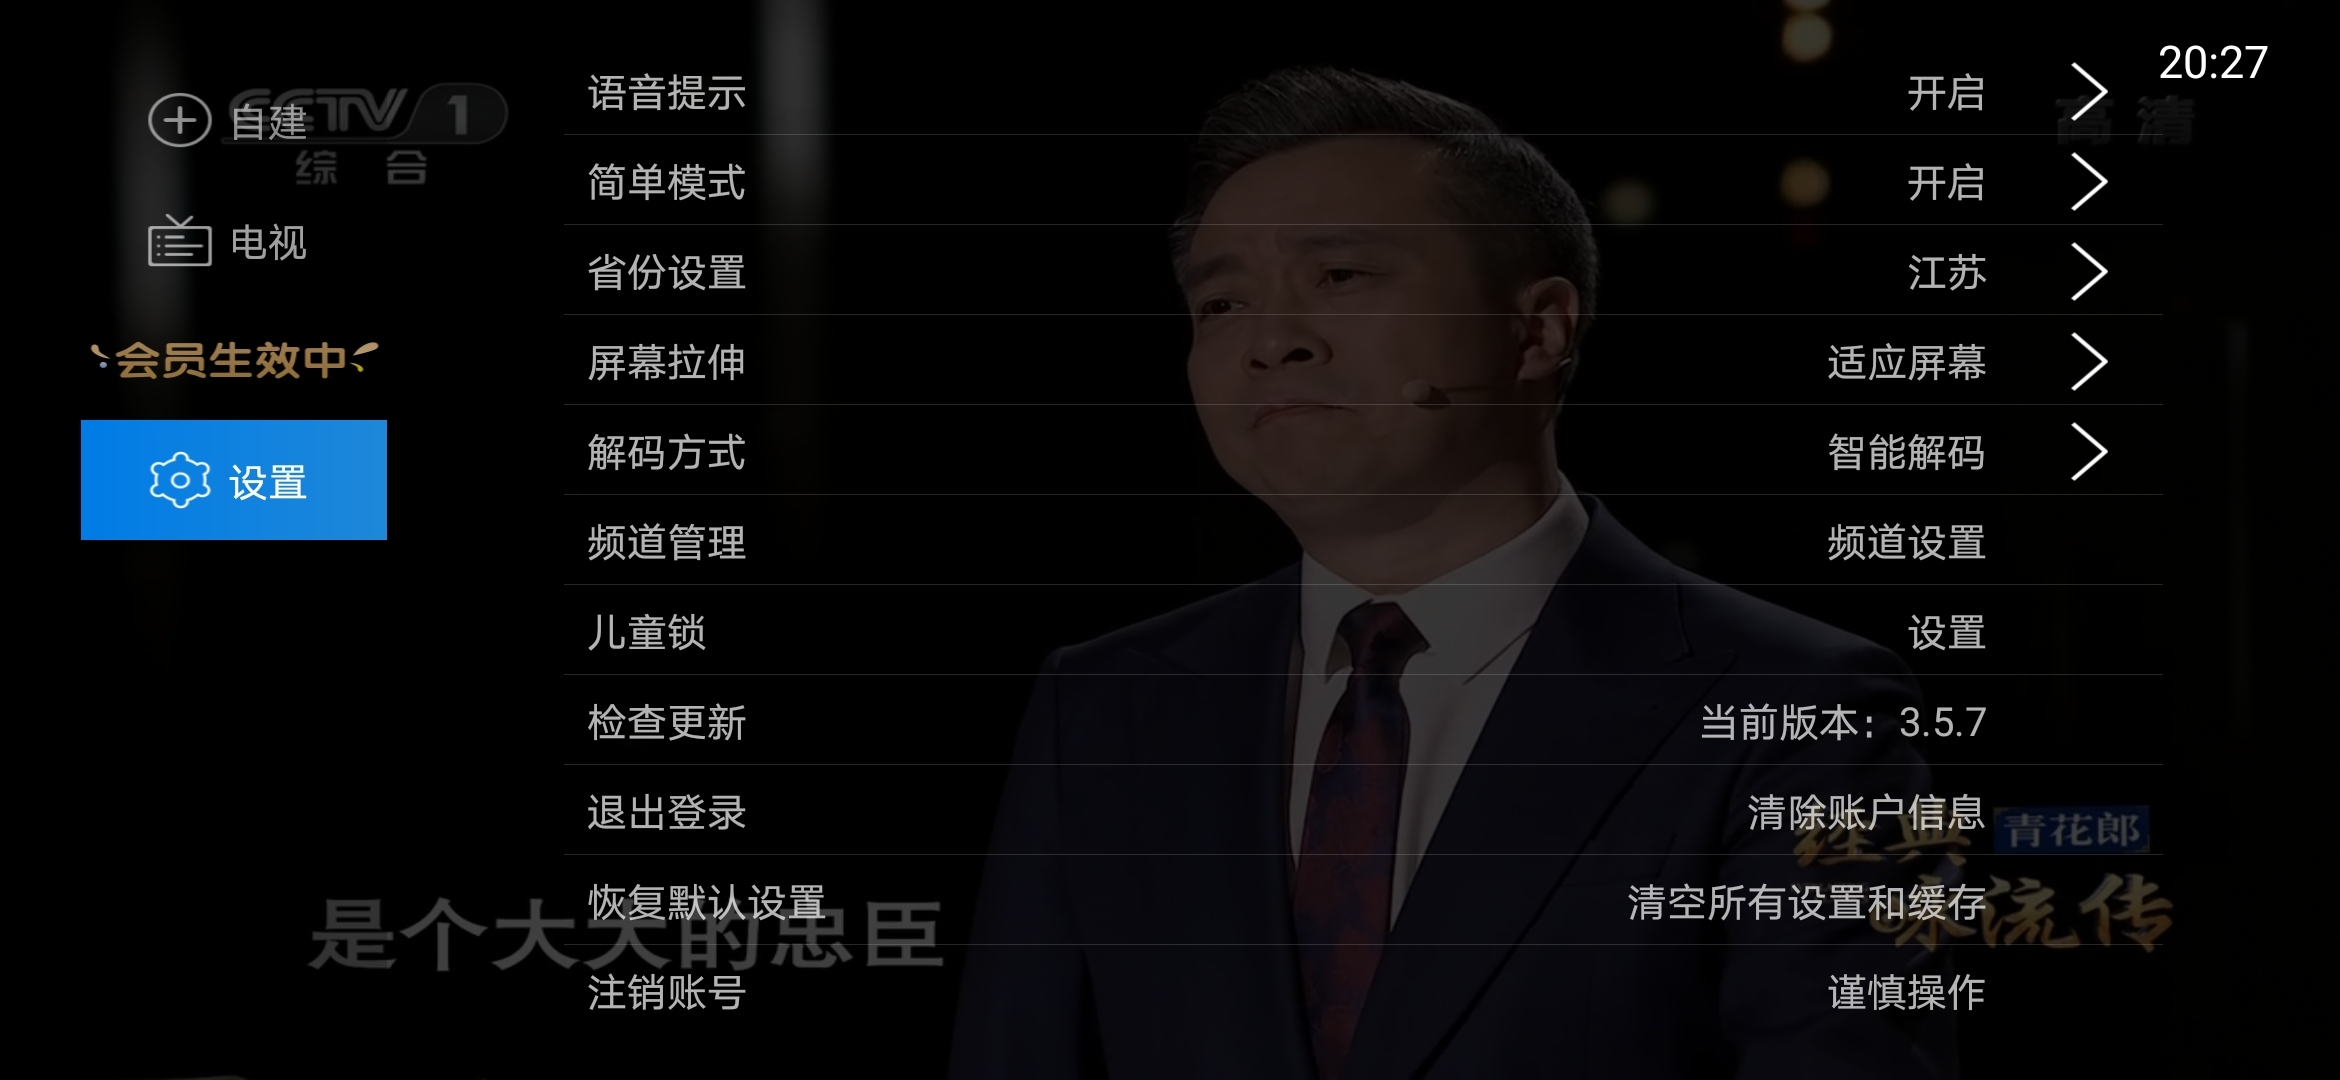 20:27
CCTV 1
综 合
高 清
自建
电视
会员生效中
设置
语音提示 开启
简单模式 开启
省份设置 江苏
屏幕拉伸 适应屏幕
解码方式 智能解码
频道管理 频道设置
儿童锁 设置
检查更新 当前版本：3.5.7
退出登录 清除账户信息
恢复默认设置 清空所有设置和缓存
注销账号 谨慎操作
经典 青花郎
咏流传
是个大大的忠臣